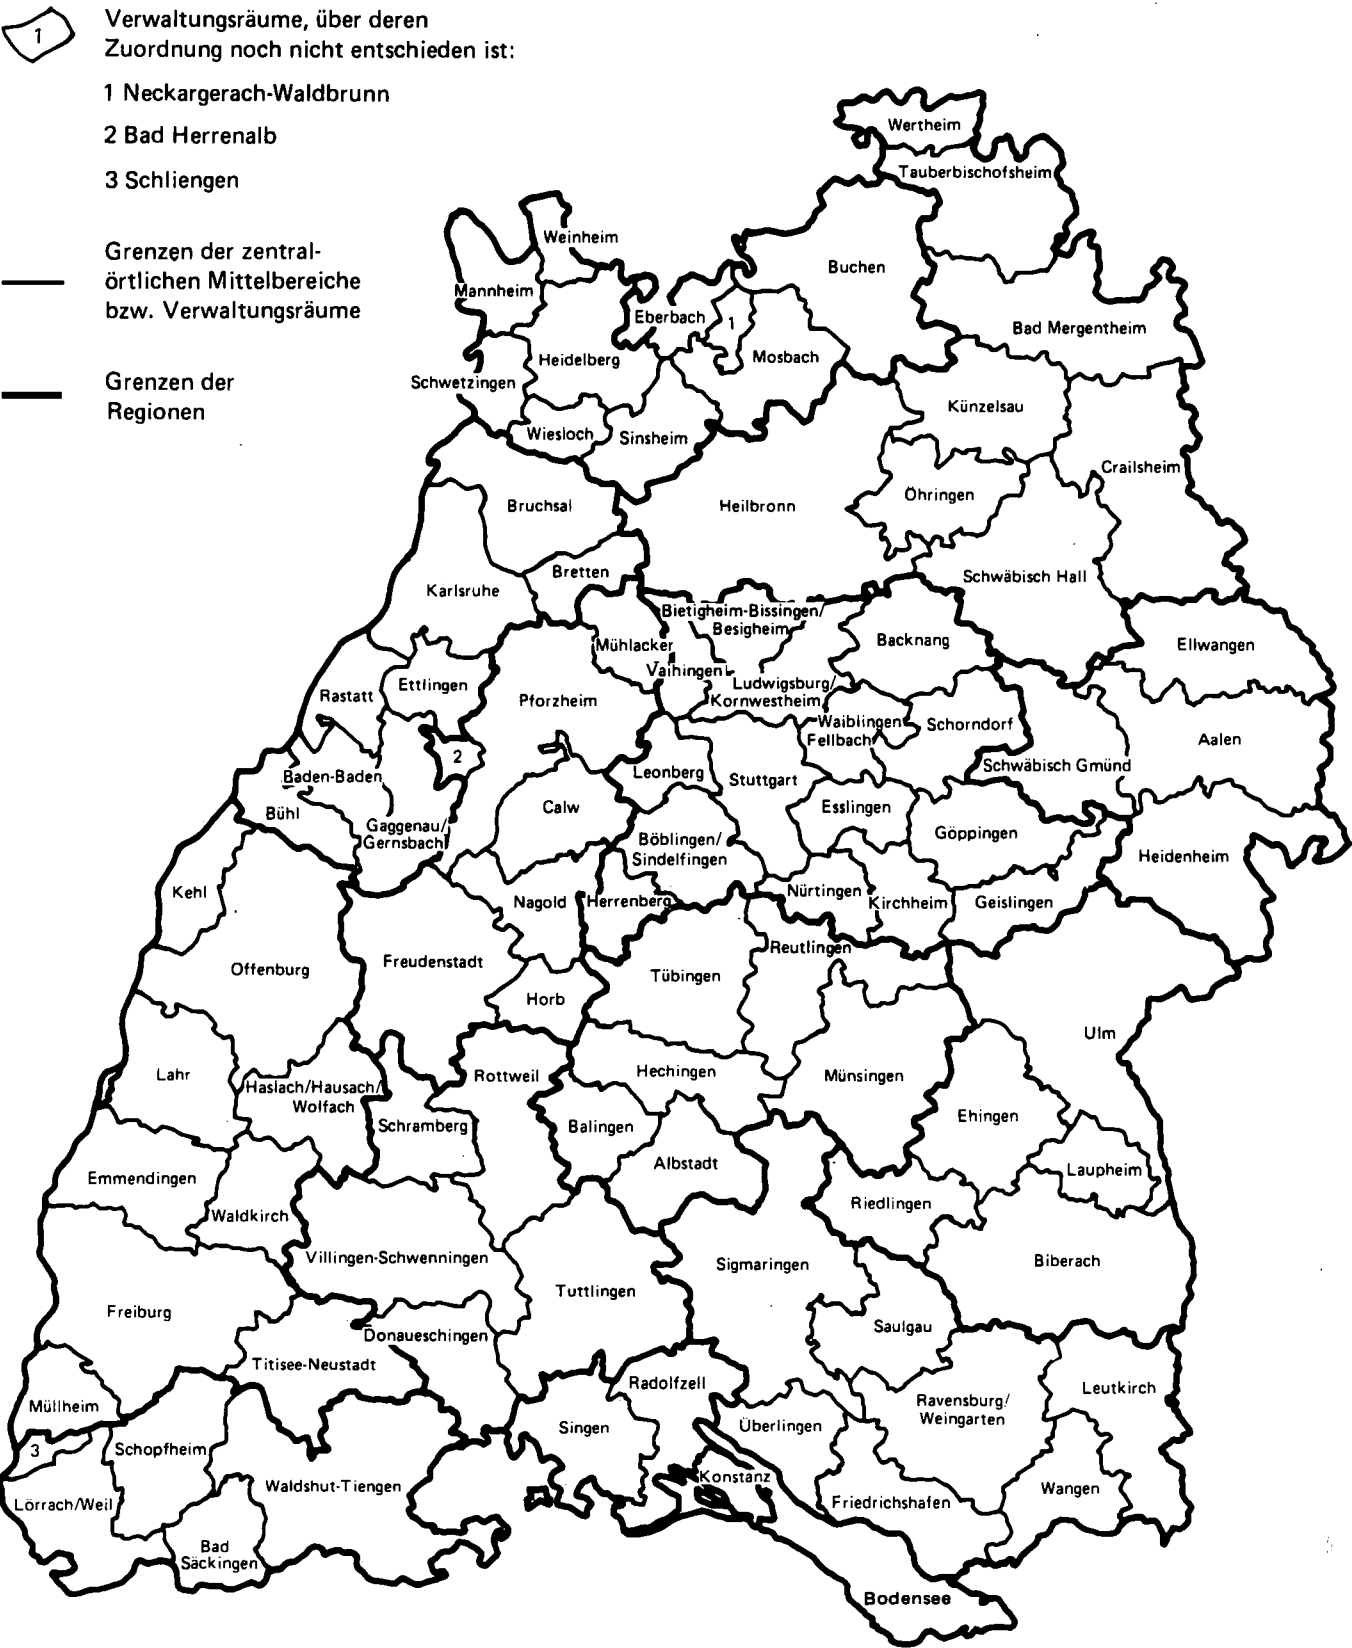 1
Verwaltungsräume, über deren
Zuordnung noch nicht entschieden ist:
1 Neckargerach-Waldbrunn
2 Bad Herrenalb
3 Schliengen
Grenzen der zentral-
örtlichen Mittelbereiche
bzw. Verwaltungsräume
Grenzen der
Regionen
Wertheim
Tauberbischofsheim
Weinheim
Buchen
Mannheim
Eberbach
1
Bad Mergentheim
Mosbach
Heidelberg
Schwetzingen
Künzelsau
Wiesloch
Sinsheim
Crailsheim
Öhringen
Bruchsal
Heilbronn
Bretten
Schwäbisch Hall
Karlsruhe
Bietigheim-Bissingen/
Besigheim
Backnang
Ellwangen
Mühlacker
Vaihingen
Ettlingen
Ludwigsburg/
Kornwestheim
Rastatt
Pforzheim
Waiblingen
Fellbach
Schorndorf
Aalen
2
Schwäbisch Gmünd
Leonberg
Stuttgart
Baden-Baden
Calw
Esslingen
Bühl
Gaggenau/
Gernsbach
Göppingen
Böblingen/
Sindelfingen
Heidenheim
Kehl
Nagold
Herrenberg
Nürtingen
Kirchheim
Geislingen
Reutlingen
Offenburg
Freudenstadt
Tübingen
Horb
Ulm
Lahr
Haslach/Hausach/
Wolfach
Rottweil
Hechingen
Münsingen
Schramberg
Balingen
Ehingen
Albstadt
Laupheim
Emmendingen
Riedlingen
Waldkirch
Villingen-Schwenningen
Sigmaringen
Biberach
Freiburg
Tuttlingen
Saulgau
Donaueschingen
Titisee-Neustadt
Radolfzell
Leutkirch
Müllheim
Ravensburg/
Weingarten
Singen
Überlingen
3
Schopfheim
Konstanz
Waldshut-Tiengen
Wangen
Lörrach/Weil
Friedrichshafen
Bad
Säckingen
Bodensee